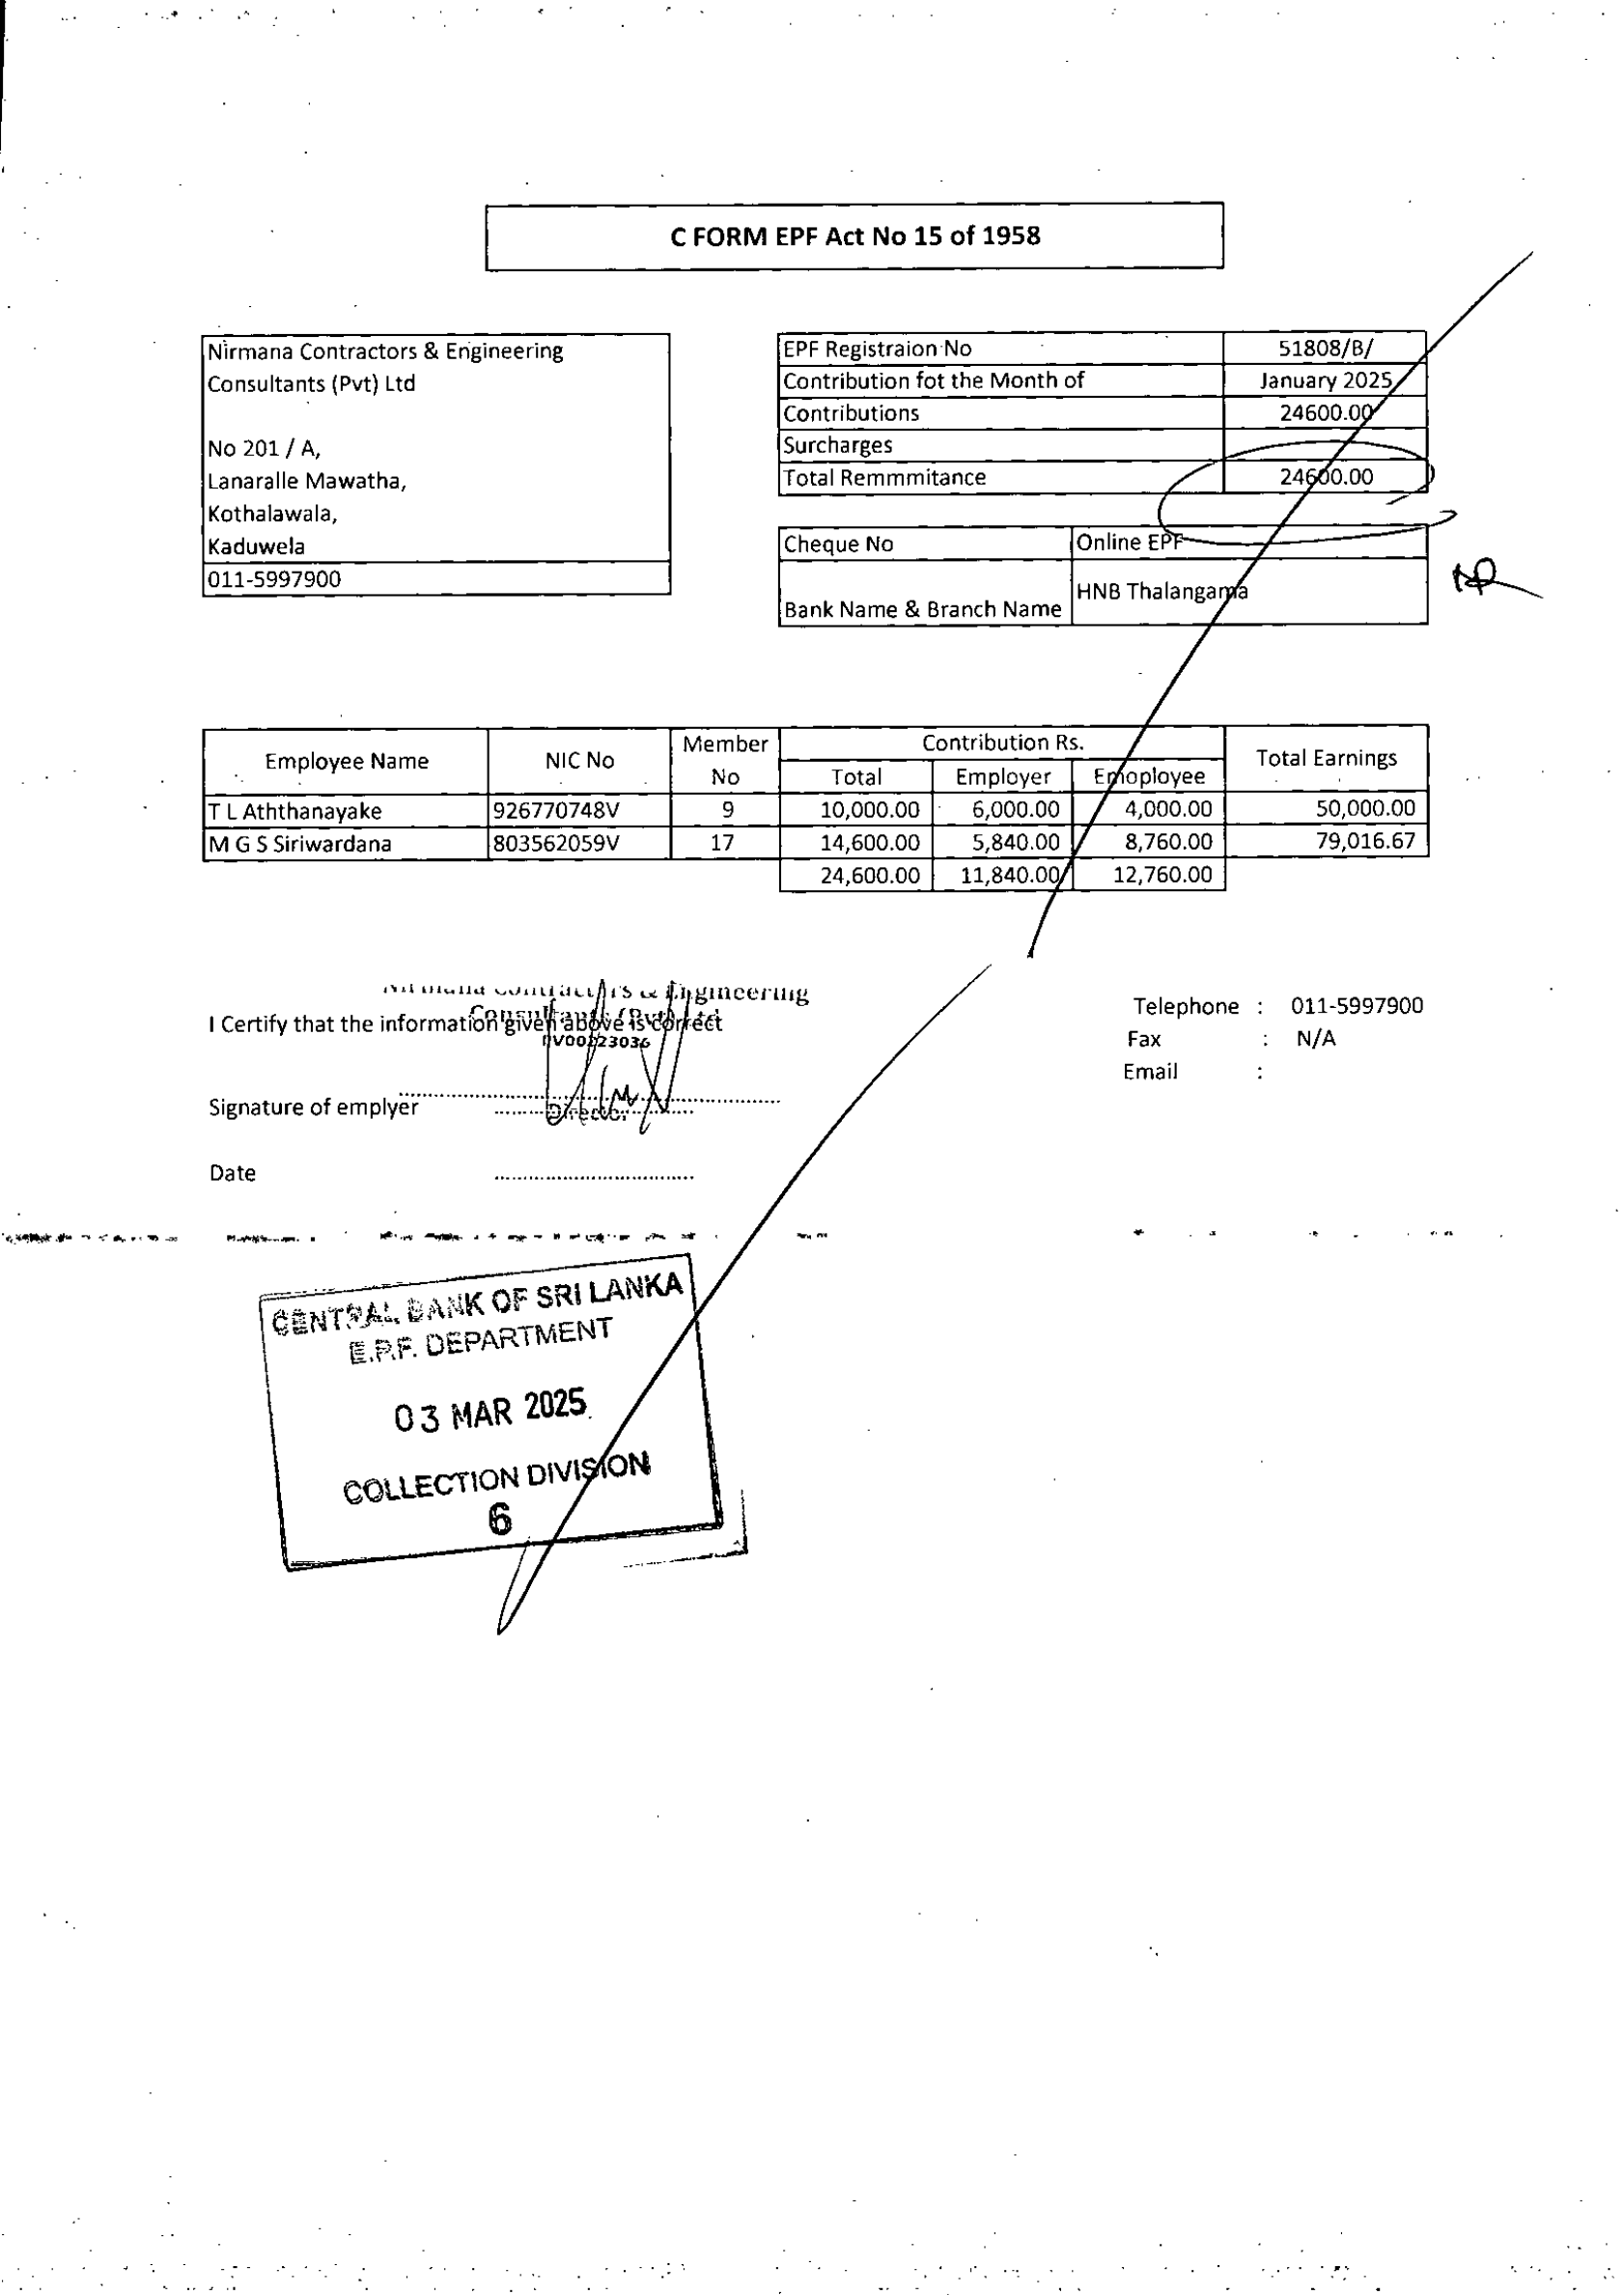 C FORM EPF Act No 15 of 1958
Nirmana Contractors & Engineering
Consultants (Pvt) Ltd
No 201 / A,
Lanaralle Mawatha,
Kothalawala,
Kaduwela
011-5997900
EPF Registraion No 51808/B/
Contribution fot the Month of January 2025
Contributions 24600.00
Surcharges
Total Remmmitance 24600.00
Cheque No Online EPF
Bank Name & Branch Name HNB Thalangama
Employee Name NIC No Member No Contribution Rs. Total Earnings
Total Employer Emoployee
T L Aththanayake 926770748V 9 10,000.00 6,000.00 4,000.00 50,000.00
M G S Siriwardana 803562059V 17 14,600.00 5,840.00 8,760.00 79,016.67
24,600.00 11,840.00 12,760.00
Nirmana Contractors & Engineering
Consultants (Pvt) Ltd
I Certify that the information given above is correct
Signature of emplyer
Director
Date
Telephone : 011-5997900
Fax : N/A
Email :
CENTRAL BANK OF SRI LANKA
E.P.F. DEPARTMENT
03 MAR 2025
COLLECTION DIVISION
6